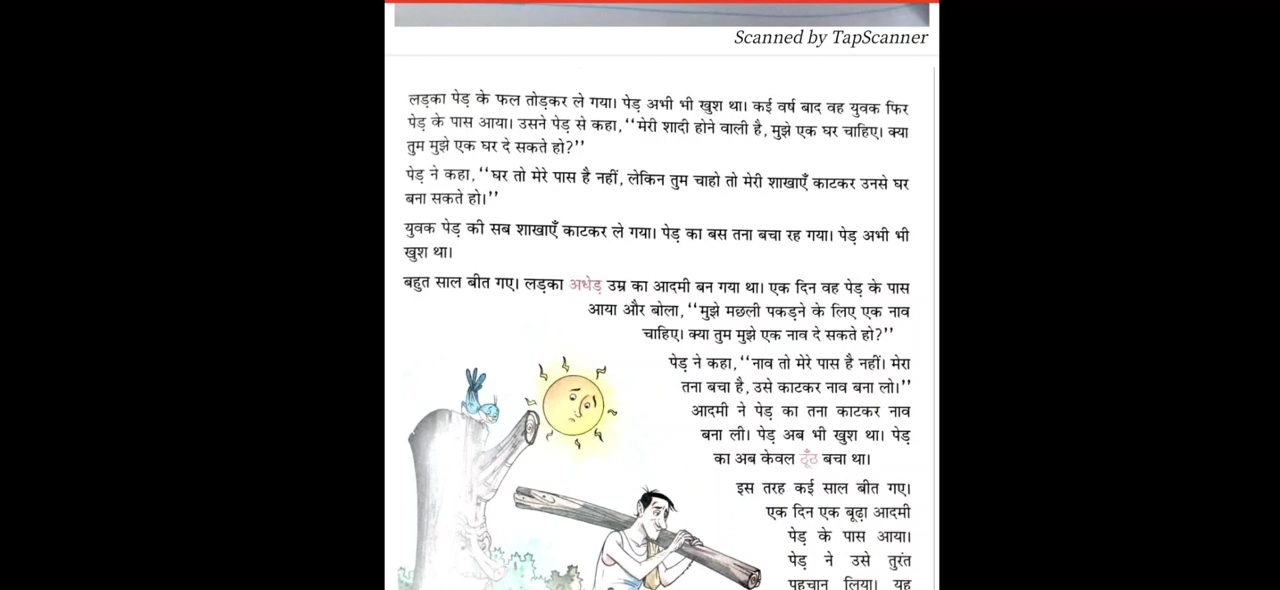 Scanned by TapScanner
लड़का पेड़ के फल तोड़कर ले गया। पेड़ अभी भी खुश था। कई वर्ष बाद वह युवक फिर
पेड़ के पास आया। उसने पेड़ से कहा, ‘‘मेरी शादी होने वाली है, मुझे एक घर चाहिए। क्या
तुम मुझे एक घर दे सकते हो?’’
पेड़ ने कहा, ‘‘घर तो मेरे पास है नहीं, लेकिन तुम चाहो तो मेरी शाखाएँ काटकर उनसे घर
बना सकते हो।’’
युवक पेड़ की सब शाखाएँ काटकर ले गया। पेड़ का बस तना बचा रह गया। पेड़ अभी भी
खुश था।
बहुत साल बीत गए। लड़का अधेड़ उम्र का आदमी बन गया था। एक दिन वह पेड़ के पास
आया और बोला, ‘‘मुझे मछली पकड़ने के लिए एक नाव
चाहिए। क्या तुम मुझे एक नाव दे सकते हो?’’
पेड़ ने कहा, ‘‘नाव तो मेरे पास है नहीं। मेरा
तना बचा है, उसे काटकर नाव बना लो।’’
आदमी ने पेड़ का तना काटकर नाव
बना ली। पेड़ अब भी खुश था। पेड़
का अब केवल ठूँठ बचा था।
इस तरह कई साल बीत गए।
एक दिन एक बूढ़ा आदमी
पेड़ के पास आया।
पेड़ ने उसे तुरंत
पहचान लिया। यह